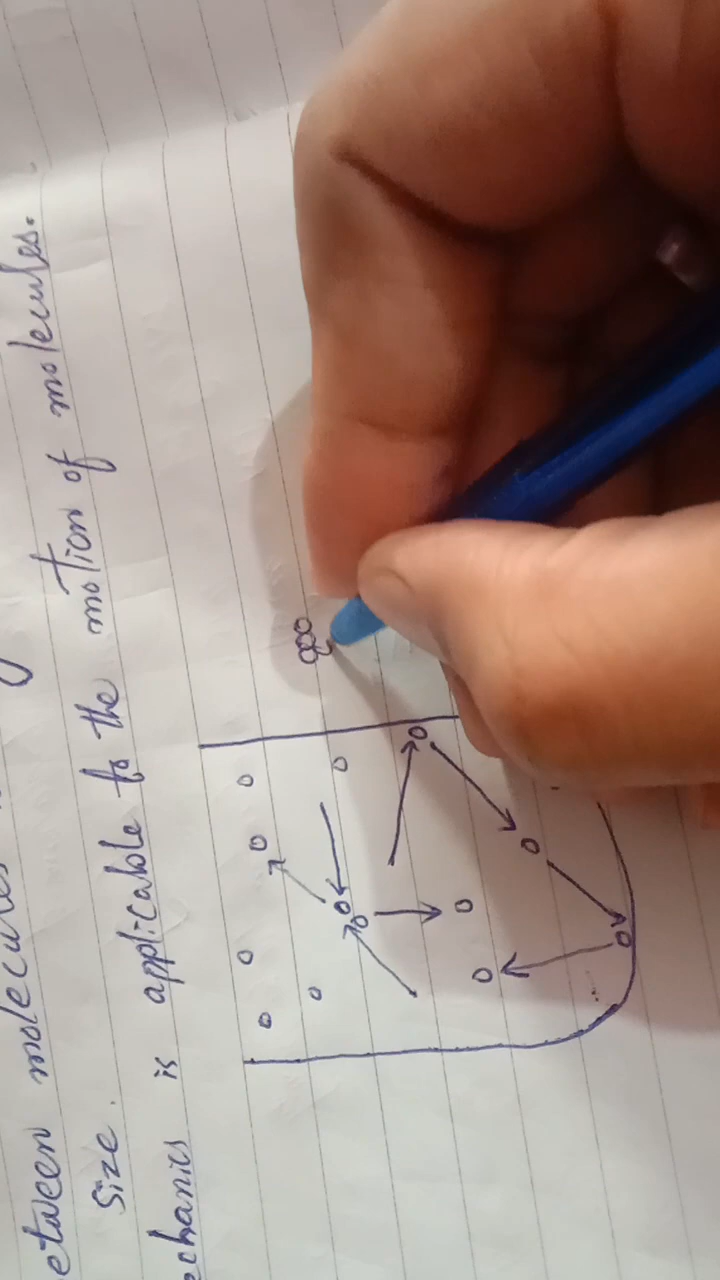 etween molecules
size.
echanics is applicable to the motion of molecules.